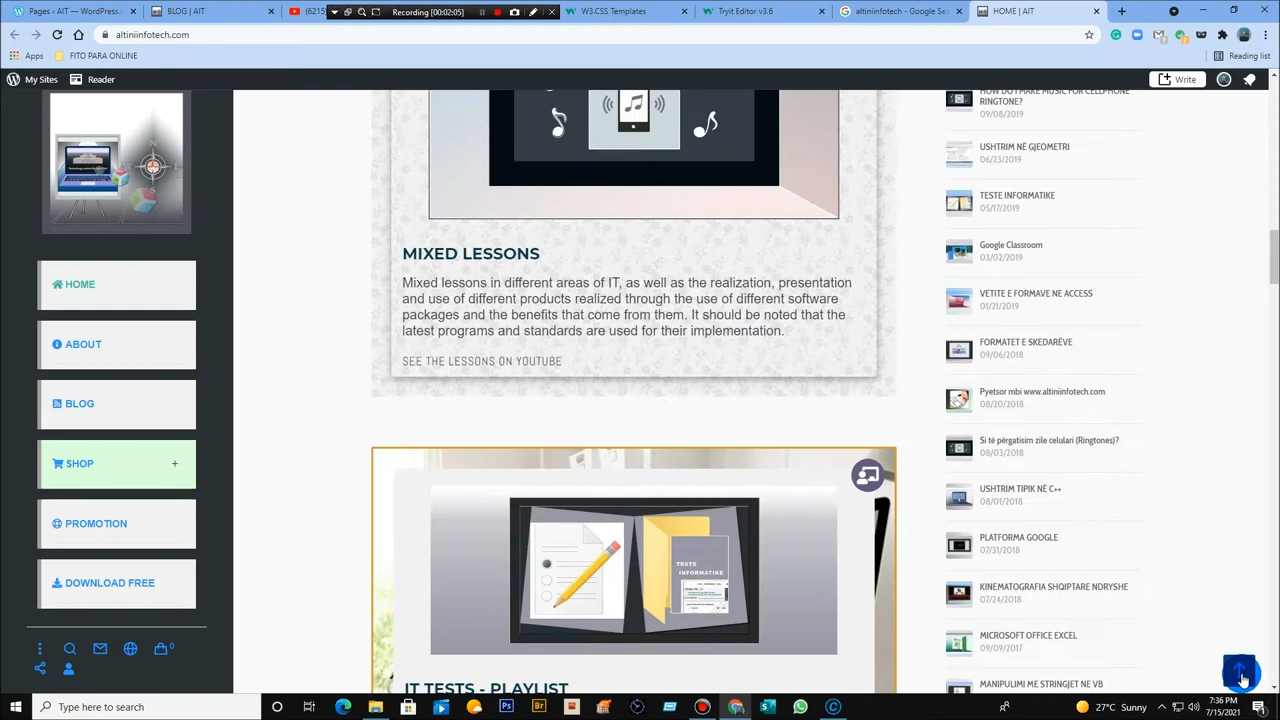 Pages ‹ AIT — WordPress
BLOG | AIT
(6215
Recording [00:02:05]
W3.CSS Templates
Tryit Editor v3.6
altiniinfotech - Google Se
HOME | AIT
altiniinfotech.com
Apps
FITO PARA ONLINE
Reading list
My Sites
Reader
Write
HOME
ABOUT
BLOG
SHOP +
PROMOTION
DOWNLOAD FREE
0
MIXED LESSONS
Mixed lessons in different areas of IT, as well as the realization, presentation
and use of different products realized through the use of different software
packages and the benefits that come from them. It should be noted that the
latest programs and standards are used for their implementation.
SEE THE LESSONS ON YOUTUBE
TESTE
INFORMATIKE
IT TESTS - PLAYLIST
HOW DO I MAKE MUSIC FOR CELLPHONE
RINGTONE?
09/08/2019
USHTRIM NË GJEOMETRI
06/23/2019
TESTE INFORMATIKE
05/17/2019
Google Classroom
03/02/2019
VETITE E FORMAVE NE ACCESS
01/21/2019
FORMATET E SKEDARËVE
09/06/2018
Pyetsor mbi www.altiniinfotech.com
08/20/2018
Si të përgatisim zile celulari (Ringtones)?
08/03/2018
USHTRIM TIPIK NË C++
08/01/2018
PLATFORMA GOOGLE
07/31/2018
KINEMATOGRAFIA SHQIPTARE NDRYSHE
07/24/2018
MICROSOFT OFFICE EXCEL
09/09/2017
MANIPULIMI ME STRINGJET NE VB
Type here to search
27°C Sunny
7:36 PM
7/15/2021